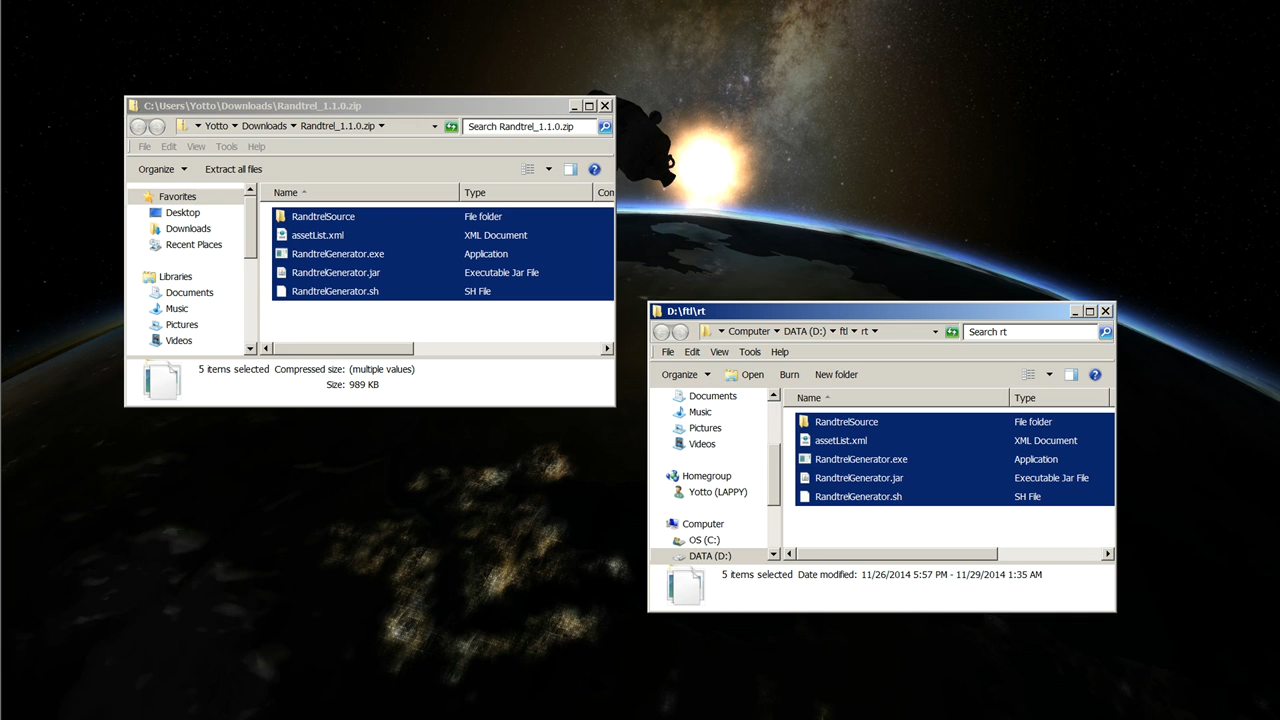 C:\Users\Yotto\Downloads\Randtrel_1.1.0.zip
Yotto Downloads Randtrel_1.1.0.zip Search Randtrel_1.1.0.zip
File Edit View Tools Help
Organize Extract all files
Favorites
Desktop
Downloads
Recent Places
Libraries
Documents
Music
Pictures
Videos
Name Type Con
RandtrelSource File folder
assetList.xml XML Document
RandtrelGenerator.exe Application
RandtrelGenerator.jar Executable Jar File
RandtrelGenerator.sh SH File
5 items selected Compressed size: (multiple values)
Size: 989 KB
D:\ftl\rt
Computer DATA (D:) ftl rt Search rt
File Edit View Tools Help
Organize Open Burn New folder
Documents
Music
Pictures
Videos
Homegroup
Yotto (LAPPY)
Computer
OS (C:)
DATA (D:)
Name Type
RandtrelSource File folder
assetList.xml XML Document
RandtrelGenerator.exe Application
RandtrelGenerator.jar Executable Jar File
RandtrelGenerator.sh SH File
5 items selected Date modified: 11/26/2014 5:57 PM - 11/29/2014 1:35 AM